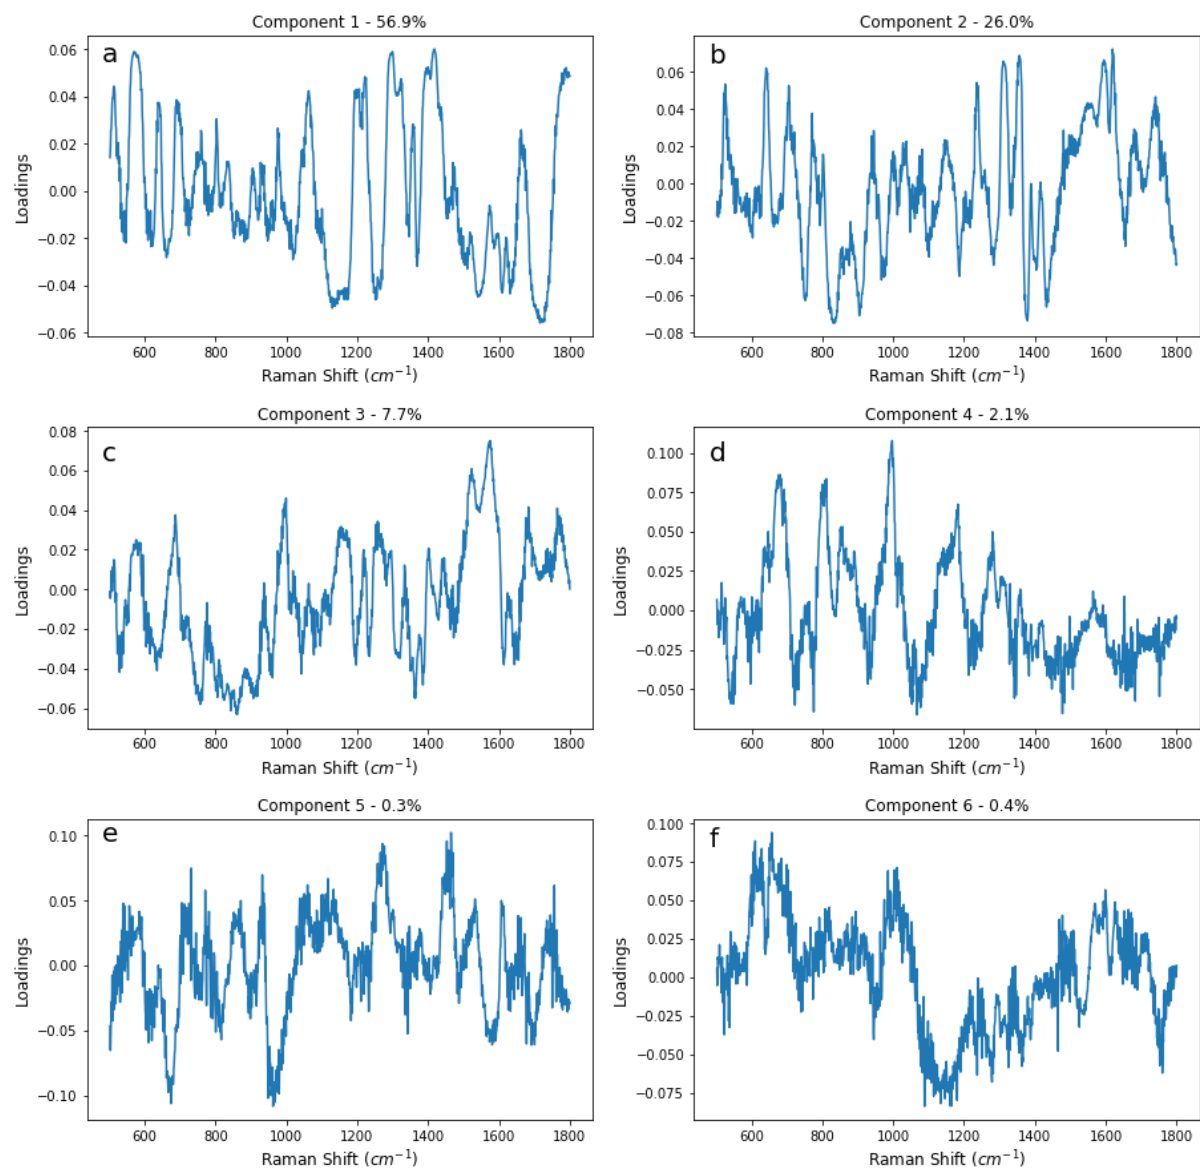 Component 1 - 56.9%
a
0.06
0.04
0.02
0.00
−0.02
−0.04
−0.06
Loadings
600 800 1000 1200 1400 1600 1800
Raman Shift (cm⁻¹)
Component 2 - 26.0%
b
0.06
0.04
0.02
0.00
−0.02
−0.04
−0.06
−0.08
Loadings
600 800 1000 1200 1400 1600 1800
Raman Shift (cm⁻¹)
Component 3 - 7.7%
c
0.08
0.06
0.04
0.02
0.00
−0.02
−0.04
−0.06
Loadings
600 800 1000 1200 1400 1600 1800
Raman Shift (cm⁻¹)
Component 4 - 2.1%
d
0.100
0.075
0.050
0.025
0.000
−0.025
−0.050
Loadings
600 800 1000 1200 1400 1600 1800
Raman Shift (cm⁻¹)
Component 5 - 0.3%
e
0.10
0.05
0.00
−0.05
−0.10
Loadings
600 800 1000 1200 1400 1600 1800
Raman Shift (cm⁻¹)
Component 6 - 0.4%
f
0.100
0.075
0.050
0.025
0.000
−0.025
−0.050
−0.075
Loadings
600 800 1000 1200 1400 1600 1800
Raman Shift (cm⁻¹)